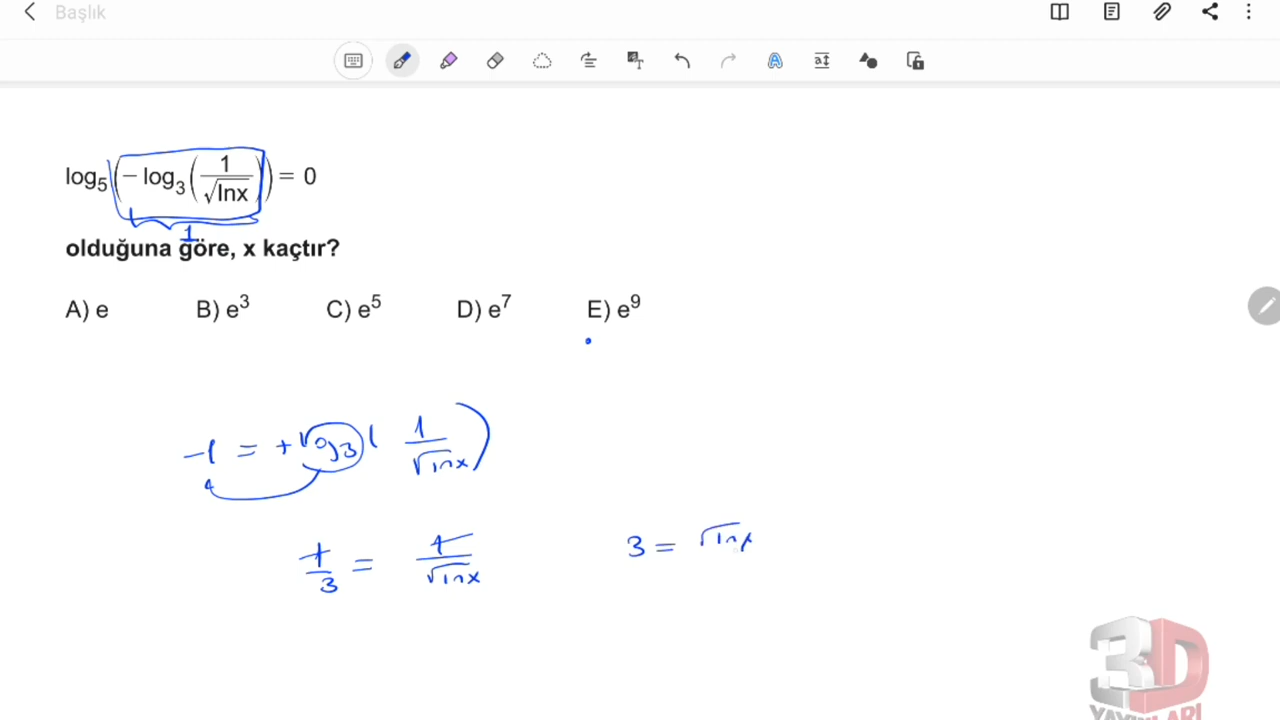 Başlık
log₅(−log₃(1/√lnx)) = 0
1
olduğuna göre, x kaçtır?
A) e B) e³ C) e⁵ D) e⁷ E) e⁹
-1 = +log₃(1/√lnx)
1/3 = 1/√lnx 3 = √lnx
3D
YAYINLARI